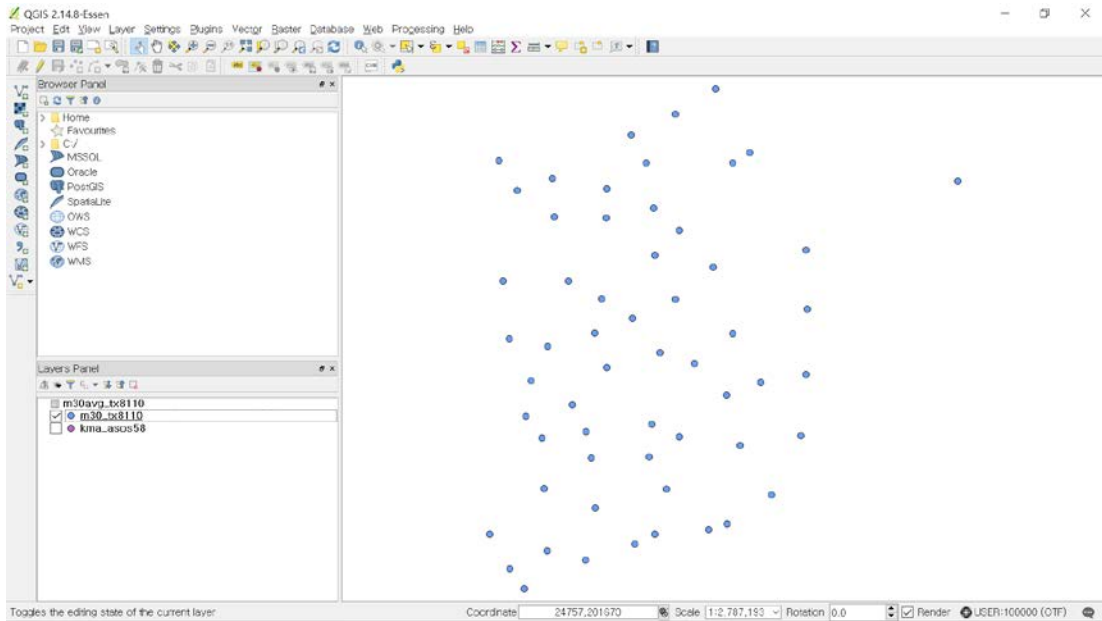 QGIS 2.14.8-Essen
Project Edit View Layer Settings Plugins Vector Raster Database Web Processing Help
Browser Panel
Home
Favourites
C:/
MSSQL
Oracle
PostGIS
SpatiaLite
OWS
WCS
WFS
WMS
Layers Panel
m30avg_tx8110
m30_tx8110
kma_asos58
Toggles the editing state of the current layer
Coordinate 24757,201670 Scale 1:2,787,193 Rotation 0.0 Render USER:100000 (OTF)